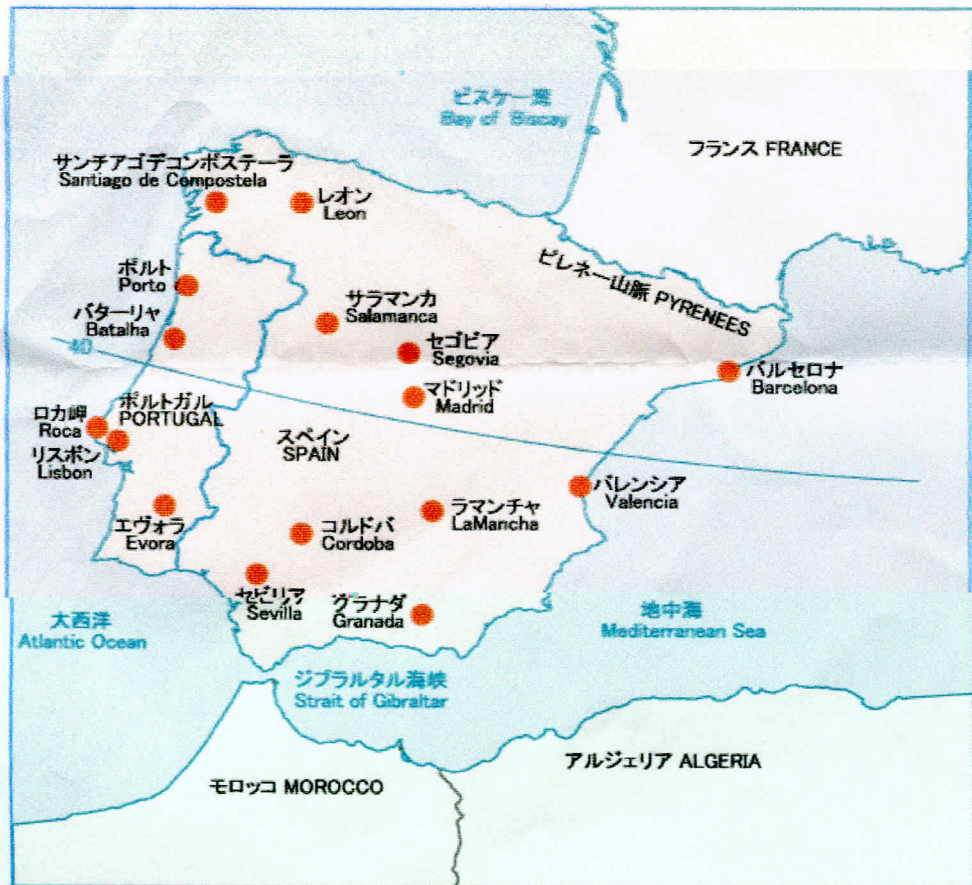 ビスケー湾
Bay of Biscay
フランス FRANCE
サンチアゴデコンポステーラ
Santiago de Compostela
レオン
Leon
ピレネー山脈 PYRENEES
ポルト
Porto
サラマンカ
Salamanca
バターリャ
Batalha
40
セゴビア
Segovia
バルセロナ
Barcelona
マドリッド
Madrid
ロカ岬
Roca
ポルトガル
PORTUGAL
リスボン
Lisbon
スペイン
SPAIN
バレンシア
Valencia
ラマンチャ
LaMancha
エヴォラ
Evora
コルドバ
Cordoba
セビリア
Sevilla
グラナダ
Granada
大西洋
Atlantic Ocean
地中海
Mediterranean Sea
ジブラルタル海峡
Strait of Gibraltar
アルジェリア ALGERIA
モロッコ MOROCCO